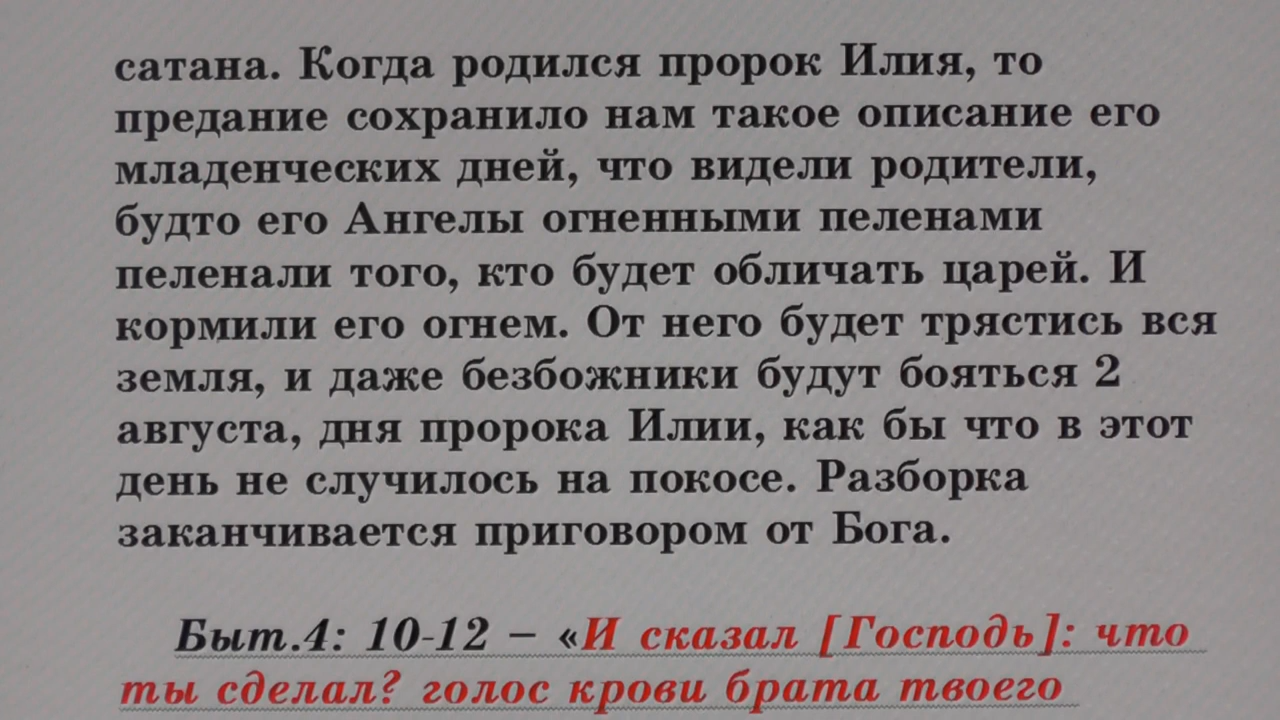 сатана. Когда родился пророк Илия, то
предание сохранило нам такое описание его
младенческих дней, что видели родители,
будто его Ангелы огненными пеленами
пеленали того, кто будет обличать царей. И
кормили его огнем. От него будет трястись вся
земля, и даже безбожники будут бояться 2
августа, дня пророка Илии, как бы что в этот
день не случилось на покосе. Разборка
заканчивается приговором от Бога.
Быт.4: 10-12 – «И сказал [Господь]: что
ты сделал? голос крови брата твоего